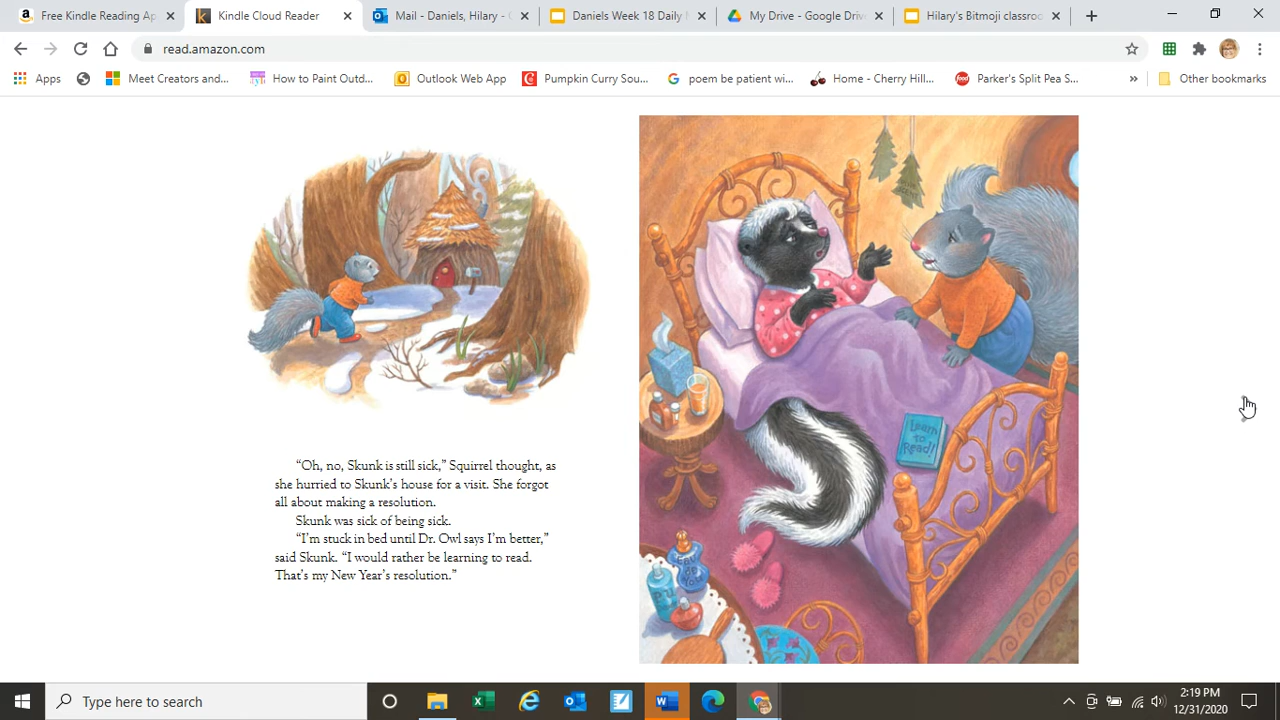 Free Kindle Reading Ap
Kindle Cloud Reader
Mail - Daniels, Hilary -
Daniels Week 18 Daily
My Drive - Google Driv
Hilary's Bitmoji classroo
read.amazon.com
Apps
Meet Creators and...
How to Paint Outd...
Outlook Web App
Pumpkin Curry Sou...
poem be patient wi...
Home - Cherry Hill...
Parker's Split Pea S...
Other bookmarks
Learn
to
Read!
Eau
de
You
“Oh, no, Skunk is still sick,” Squirrel thought, as
she hurried to Skunk’s house for a visit. She forgot
all about making a resolution.
Skunk was sick of being sick.
“I’m stuck in bed until Dr. Owl says I’m better,”
said Skunk. “I would rather be learning to read.
That’s my New Year’s resolution.”
Type here to search
2:19 PM
12/31/2020